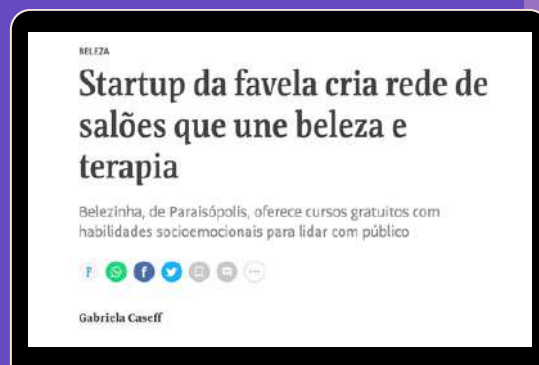 BELEZA
Startup da favela cria rede de
salões que une beleza e
terapia
Belezinha, de Paraisópolis, oferece cursos gratuitos com
habilidades socioemocionais para lidar com público
Gabriela Caseff